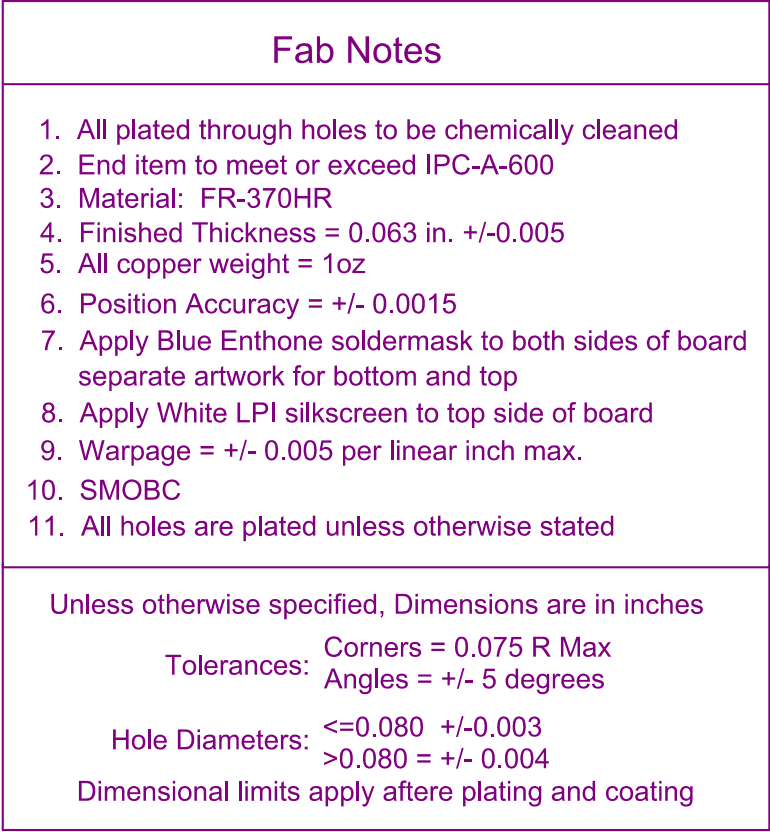 Fab Notes
1. All plated through holes to be chemically cleaned
2. End item to meet or exceed IPC-A-600
3. Material: FR-370HR
4. Finished Thickness = 0.063 in. +/-0.005
5. All copper weight = 1oz
6. Position Accuracy = +/- 0.0015
7. Apply Blue Enthone soldermask to both sides of board
separate artwork for bottom and top
8. Apply White LPI silkscreen to top side of board
9. Warpage = +/- 0.005 per linear inch max.
10. SMOBC
11. All holes are plated unless otherwise stated
Unless otherwise specified, Dimensions are in inches
Tolerances: Corners = 0.075 R Max
Angles = +/- 5 degrees
Hole Diameters: <=0.080 +/-0.003
>0.080 = +/- 0.004
Dimensional limits apply aftere plating and coating